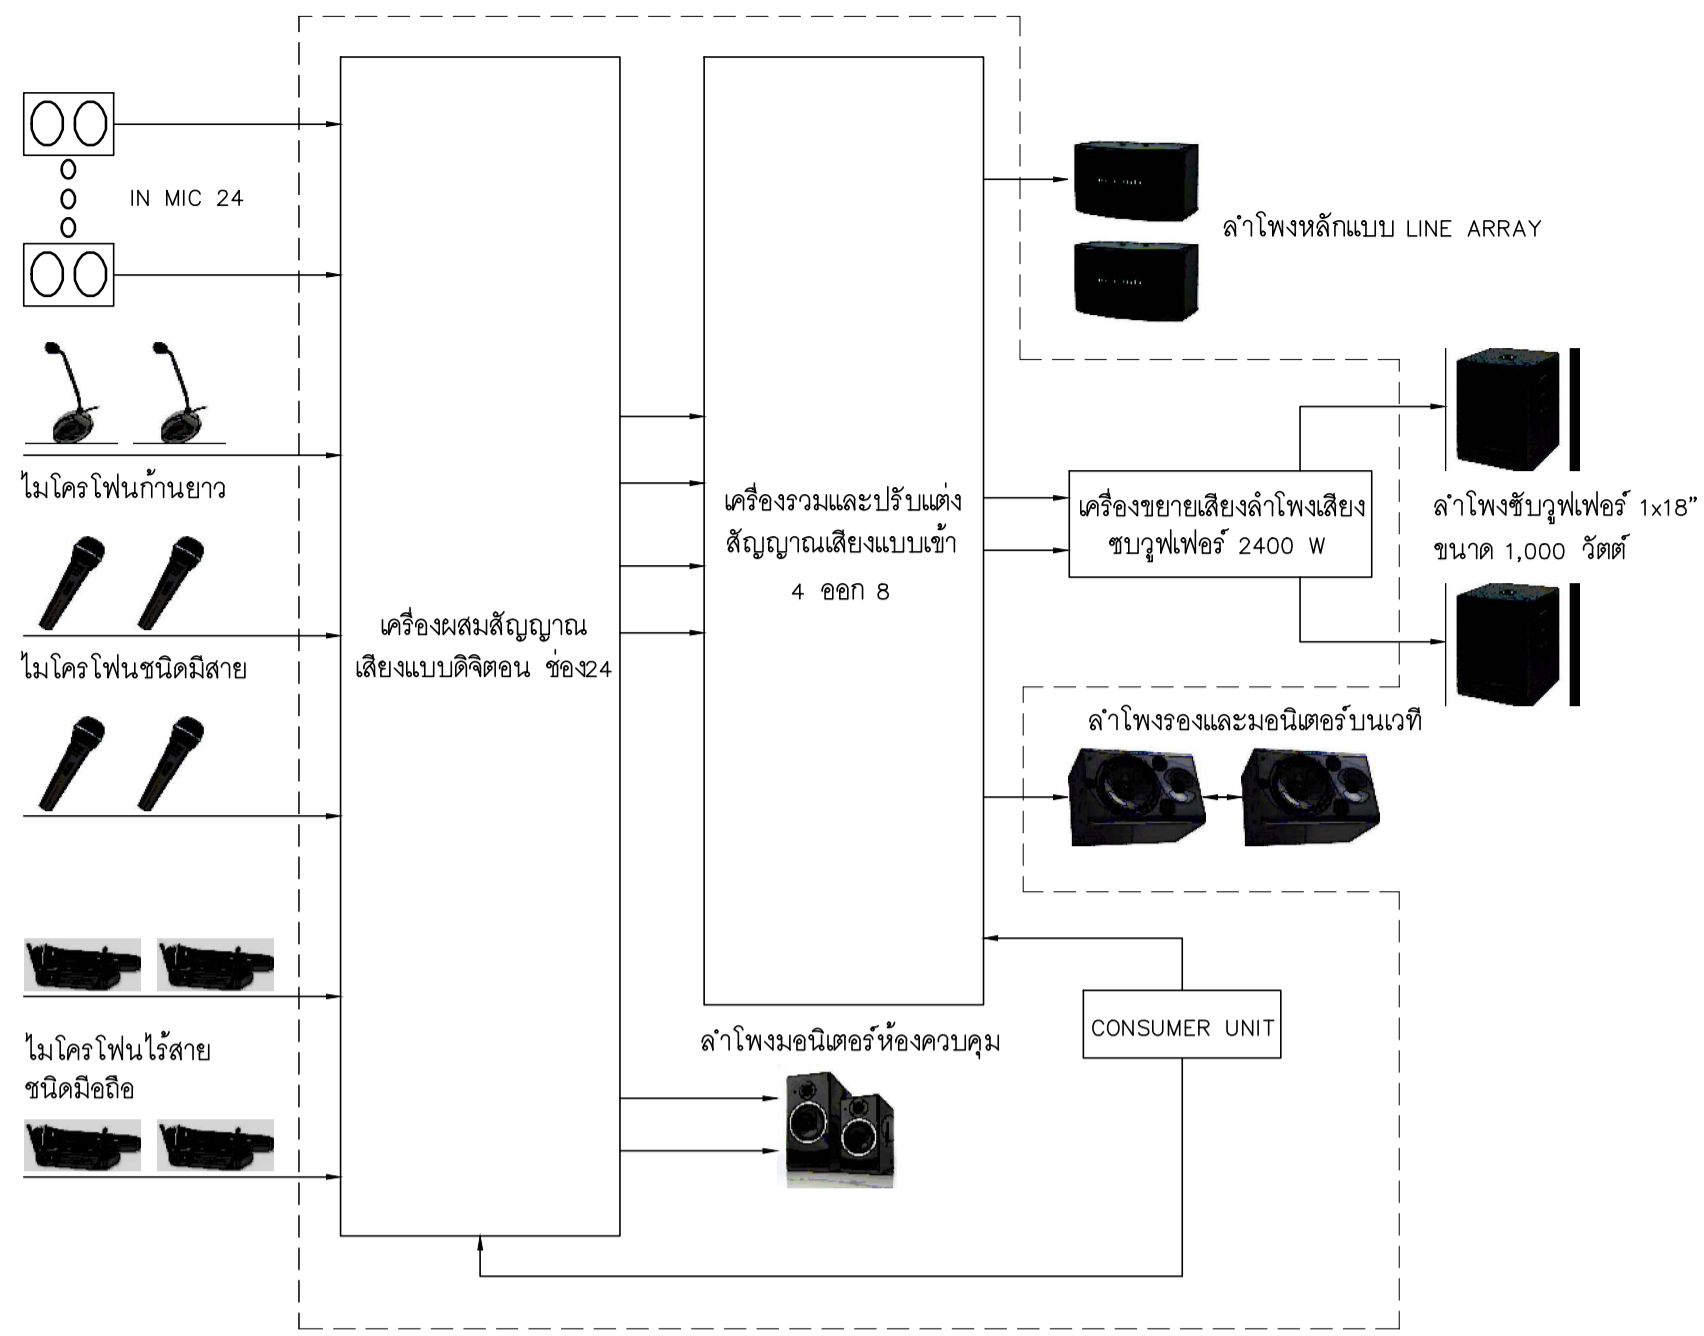 IN MIC 24
ไมโครโฟนก้านยาว
ไมโครโฟนชนิดมีสาย
ไมโครโฟนไร้สาย
ชนิดมือถือ
เครื่องผสมสัญญาณ
เสียงแบบดิจิตอน ช่อง24
เครื่องรวมและปรับแต่ง
สัญญาณเสียงแบบเข้า
4 ออก 8
ลำโพงมอนิเตอร์ห้องควบคุม
ลำโพงหลักแบบ LINE ARRAY
เครื่องขยายเสียงลำโพงเสียง
ซบวูฟเฟอร์ 2400 W
ลำโพงซับวูฟเฟอร์ 1x18”
ขนาด 1,000 วัตต์
ลำโพงรองและมอนิเตอร์บนเวที
CONSUMER UNIT